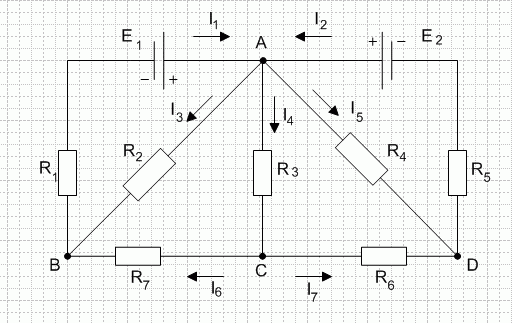 I1 I2
E1 E2
A
− + + −
I3 I4 I5
R2 R4
R1 R3 R5
B C D
R7 R6
I6 I7